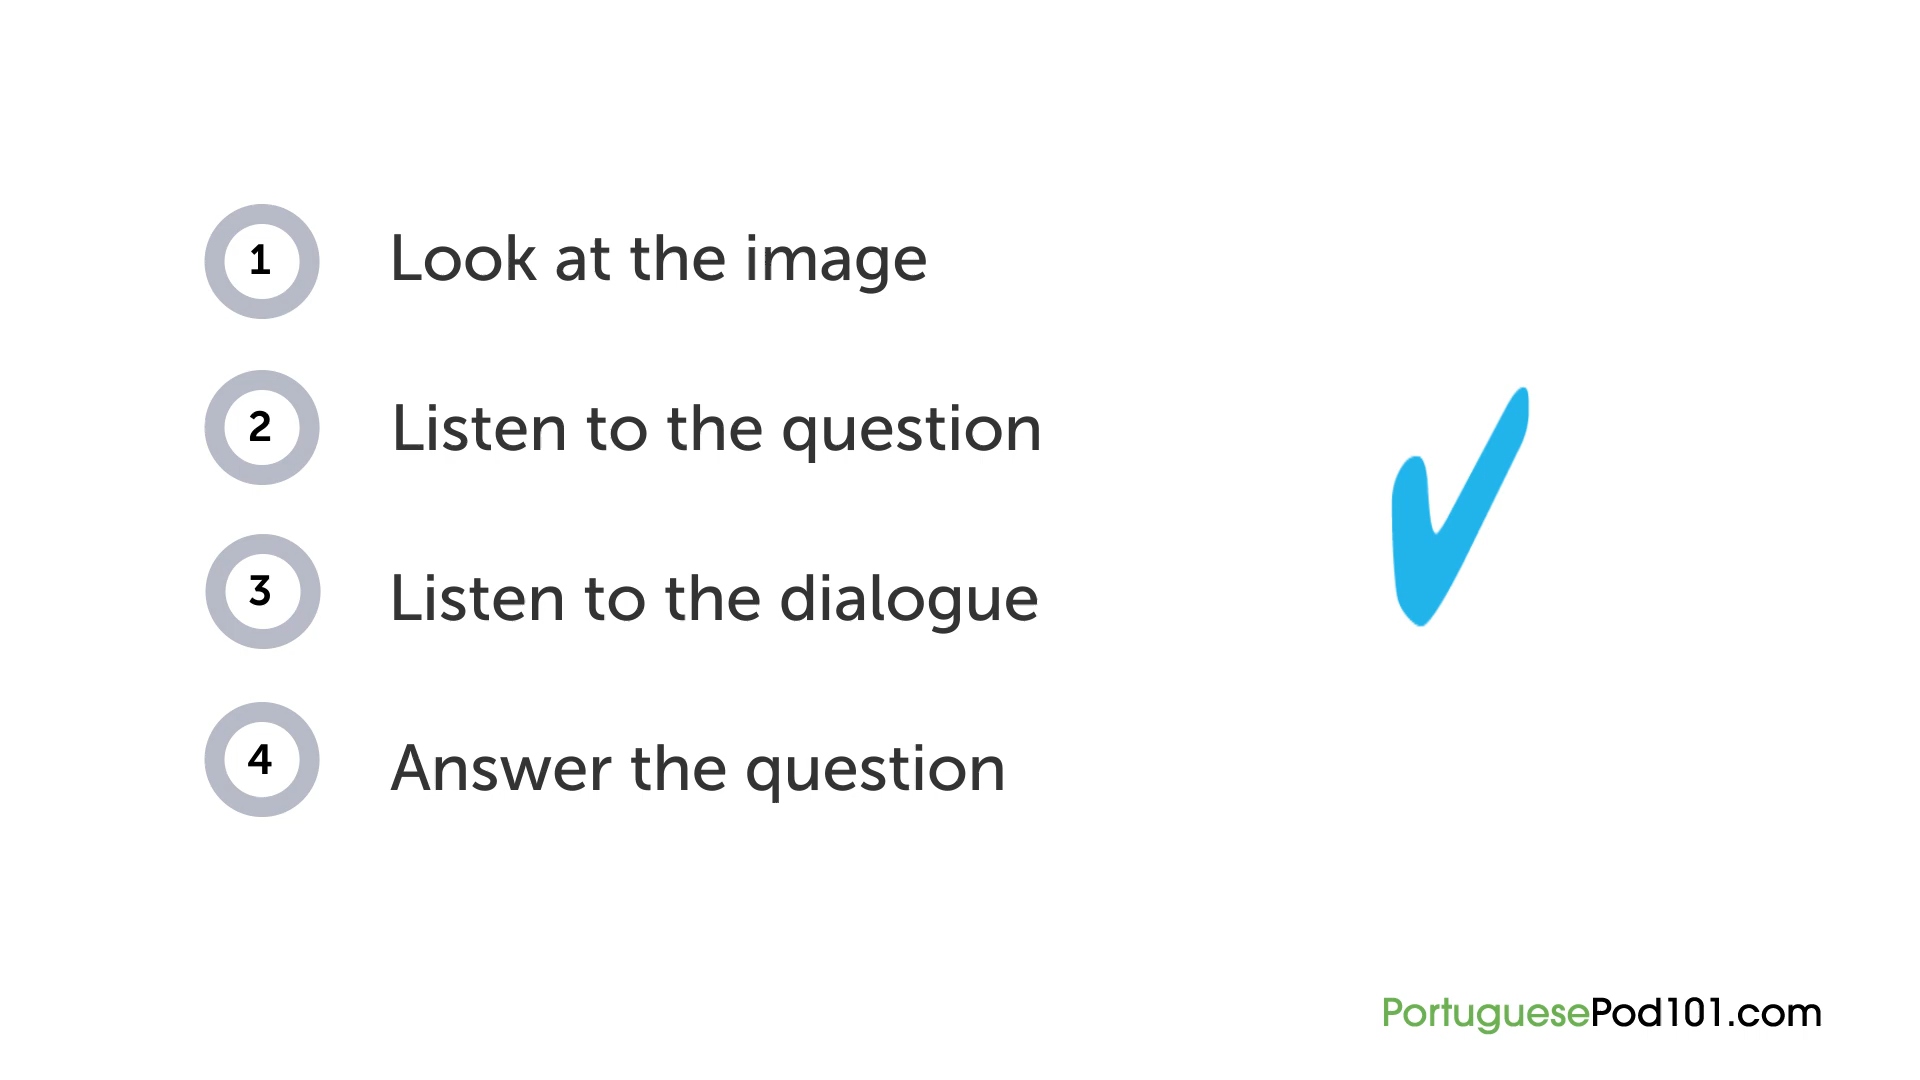 1 Look at the image
2 Listen to the question
3 Listen to the dialogue
4 Answer the question
PortuguesePod101.com